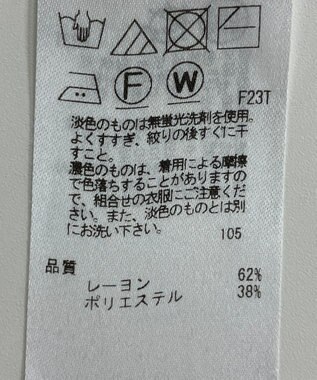 F W F23T
淡色のものは無蛍光洗剤を使用。
よくすすぎ、絞りの後すぐに干
すこと。
濃色のものは、着用による摩擦
で色落ちすることがありますの
で、組合せの衣服にご注意くだ
さい。また、淡色のものとは別
にお洗い下さい。
105
品質
レーヨン 62%
ポリエステル 38%